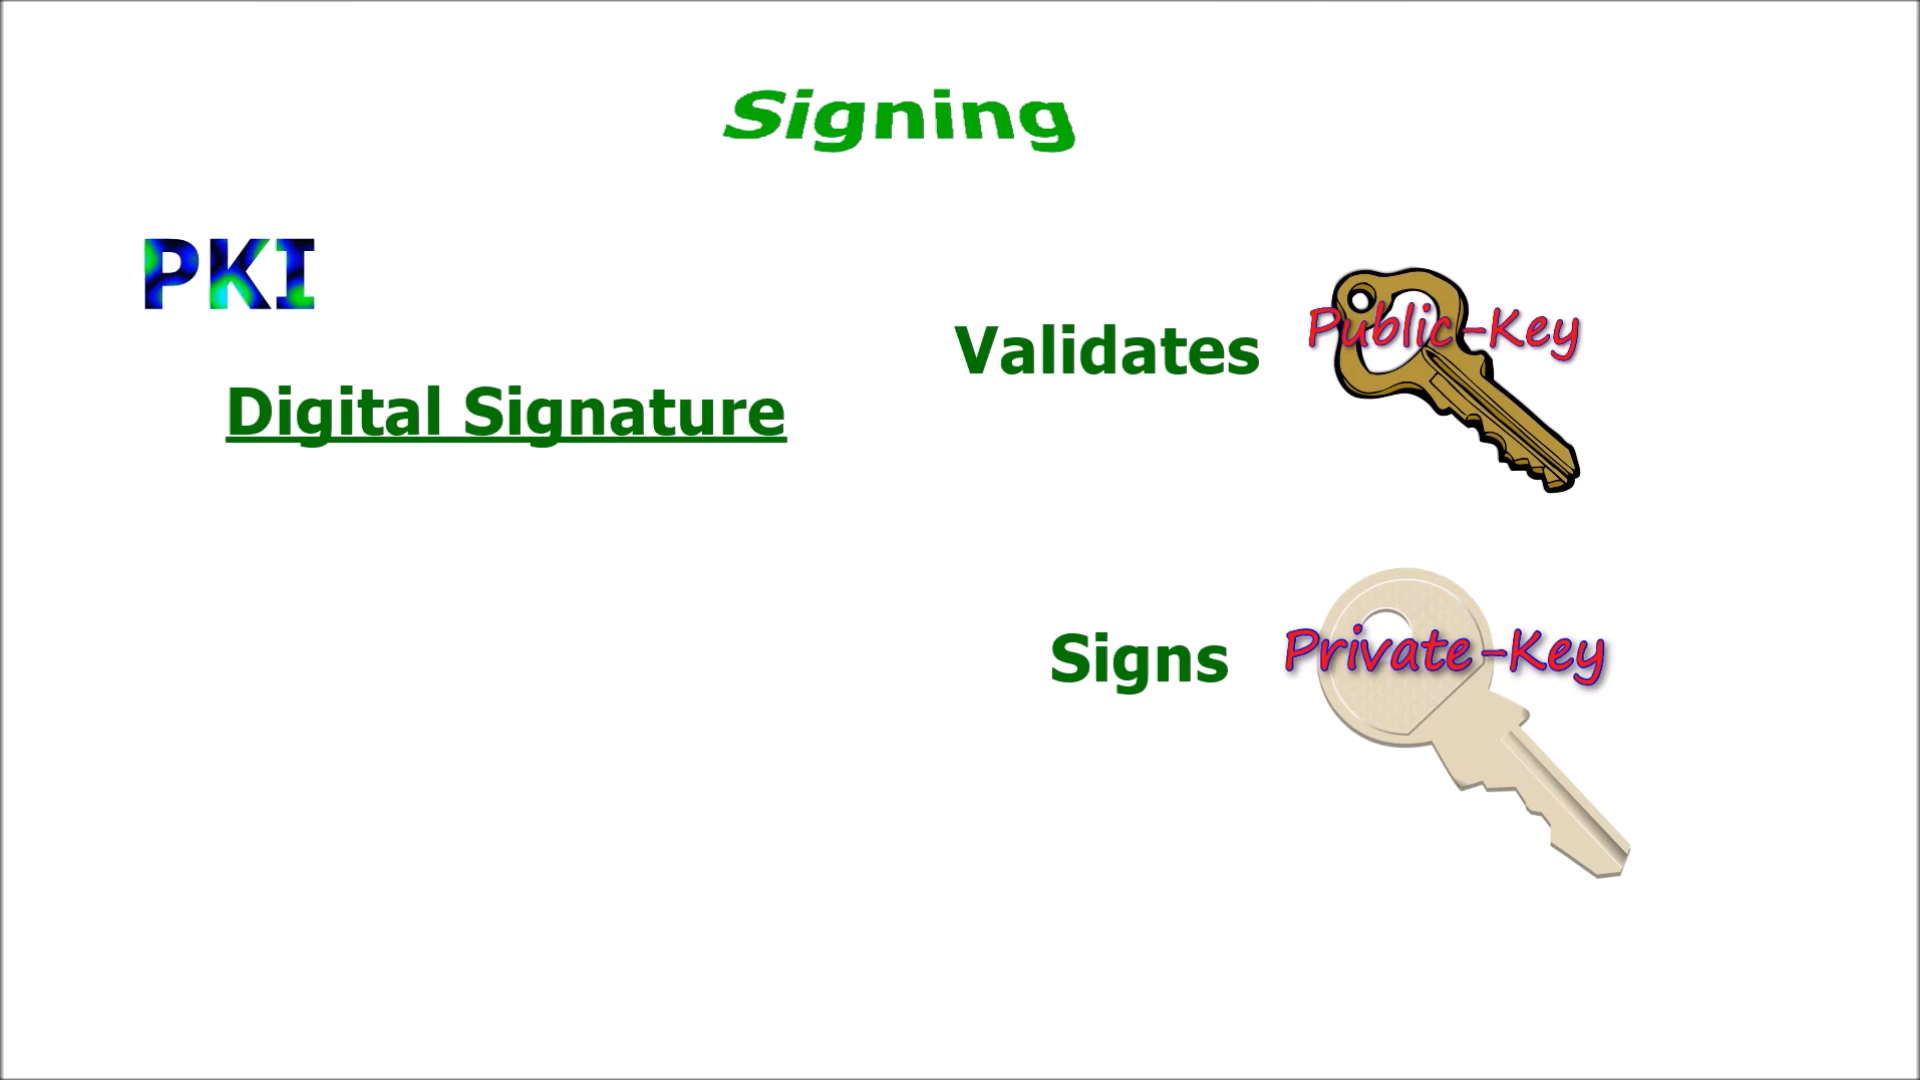 Signing
PKI
Validates
Public-Key
Digital Signature
Signs
Private-Key